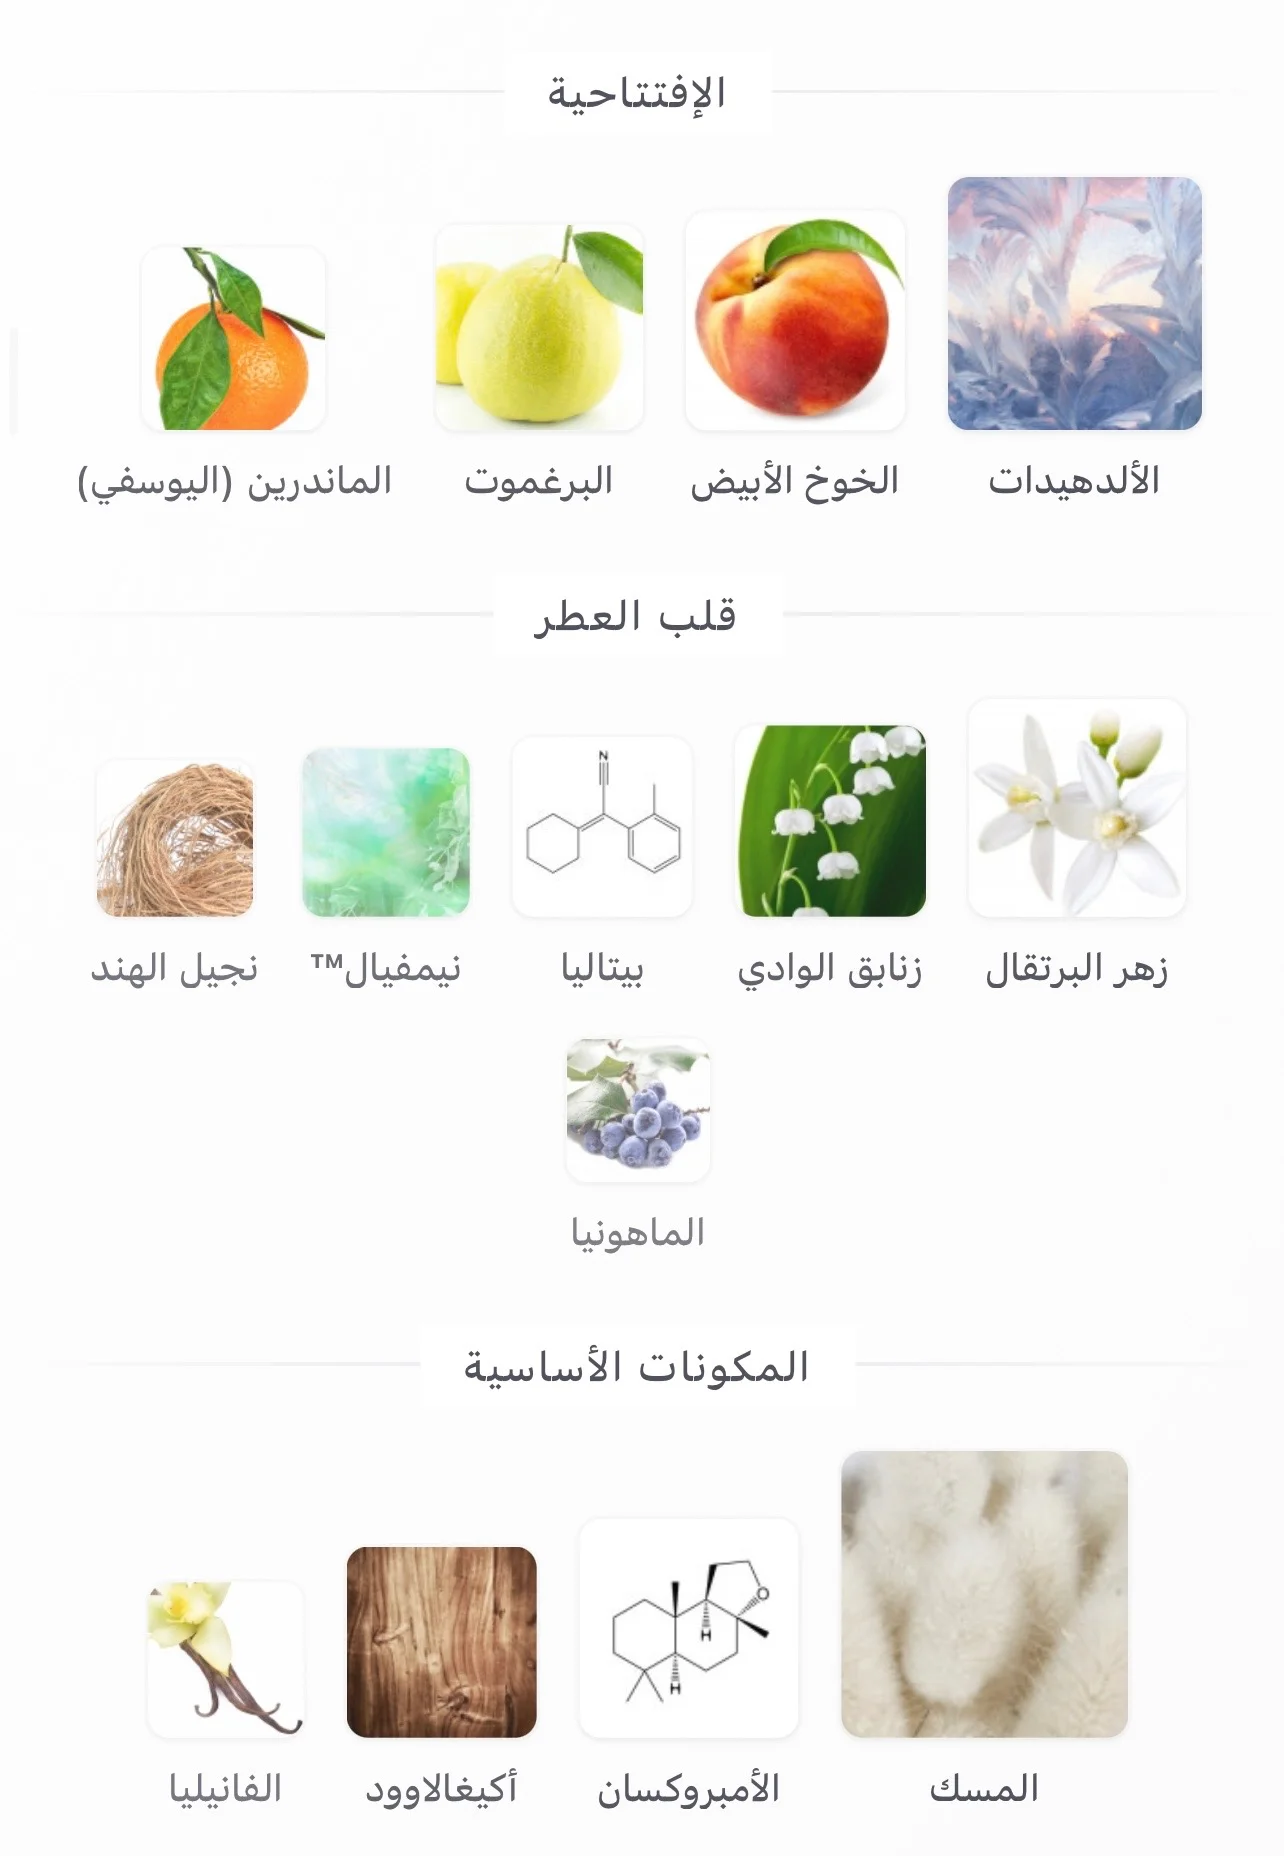 الإفتتاحية
الألدهيدات الخوخ الأبيض البرغموت الماندرين (اليوسفي)
قلب العطر
N
زهر البرتقال زنابق الوادي بيتاليا نيمفيال™ نجيل الهند
الماهونيا
المكونات الأساسية
O
H
H
المسك الأمبروكسان أكيغالاوود الفانيليا